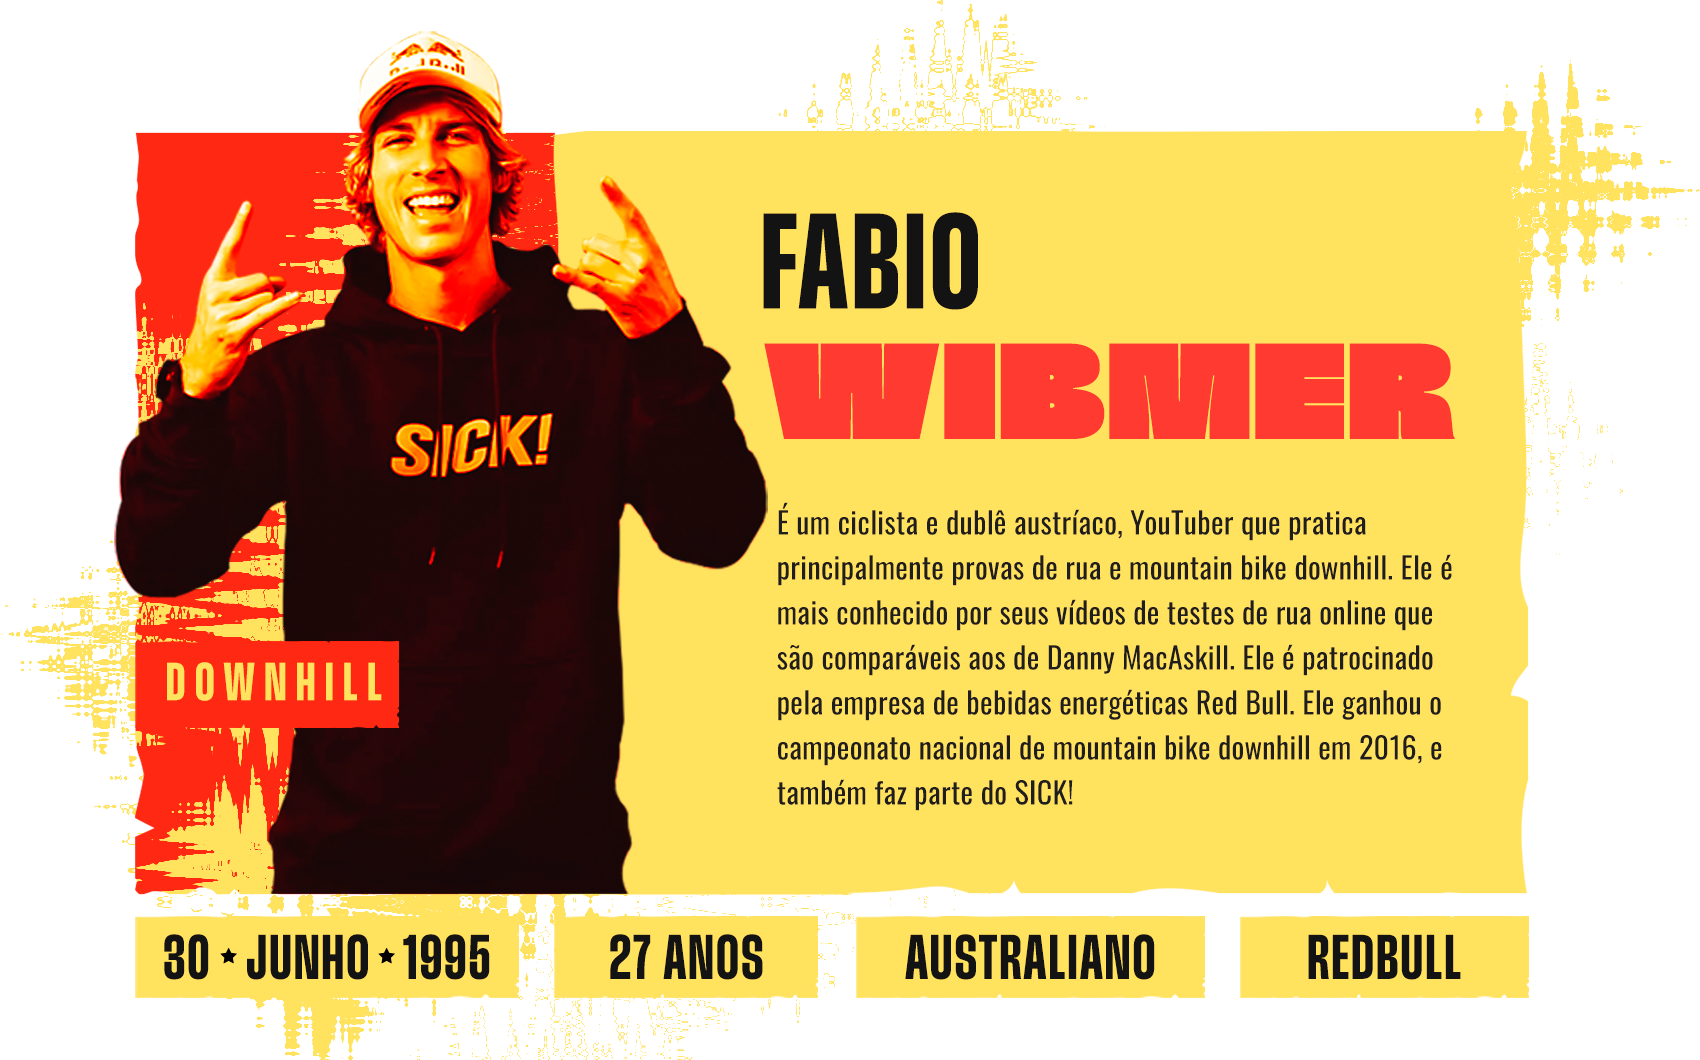 Red Bull
FABIO
WIBMER
SICK!
É um ciclista e dublê austríaco, YouTuber que pratica
principalmente provas de rua e mountain bike downhill. Ele é
mais conhecido por seus vídeos de testes de rua online que
são comparáveis aos de Danny MacAskill. Ele é patrocinado
pela empresa de bebidas energéticas Red Bull. Ele ganhou o
campeonato nacional de mountain bike downhill em 2016, e
também faz parte do SICK!
DOWNHILL
30 ★ JUNHO ★ 1995
27 ANOS
AUSTRALIANO
REDBULL